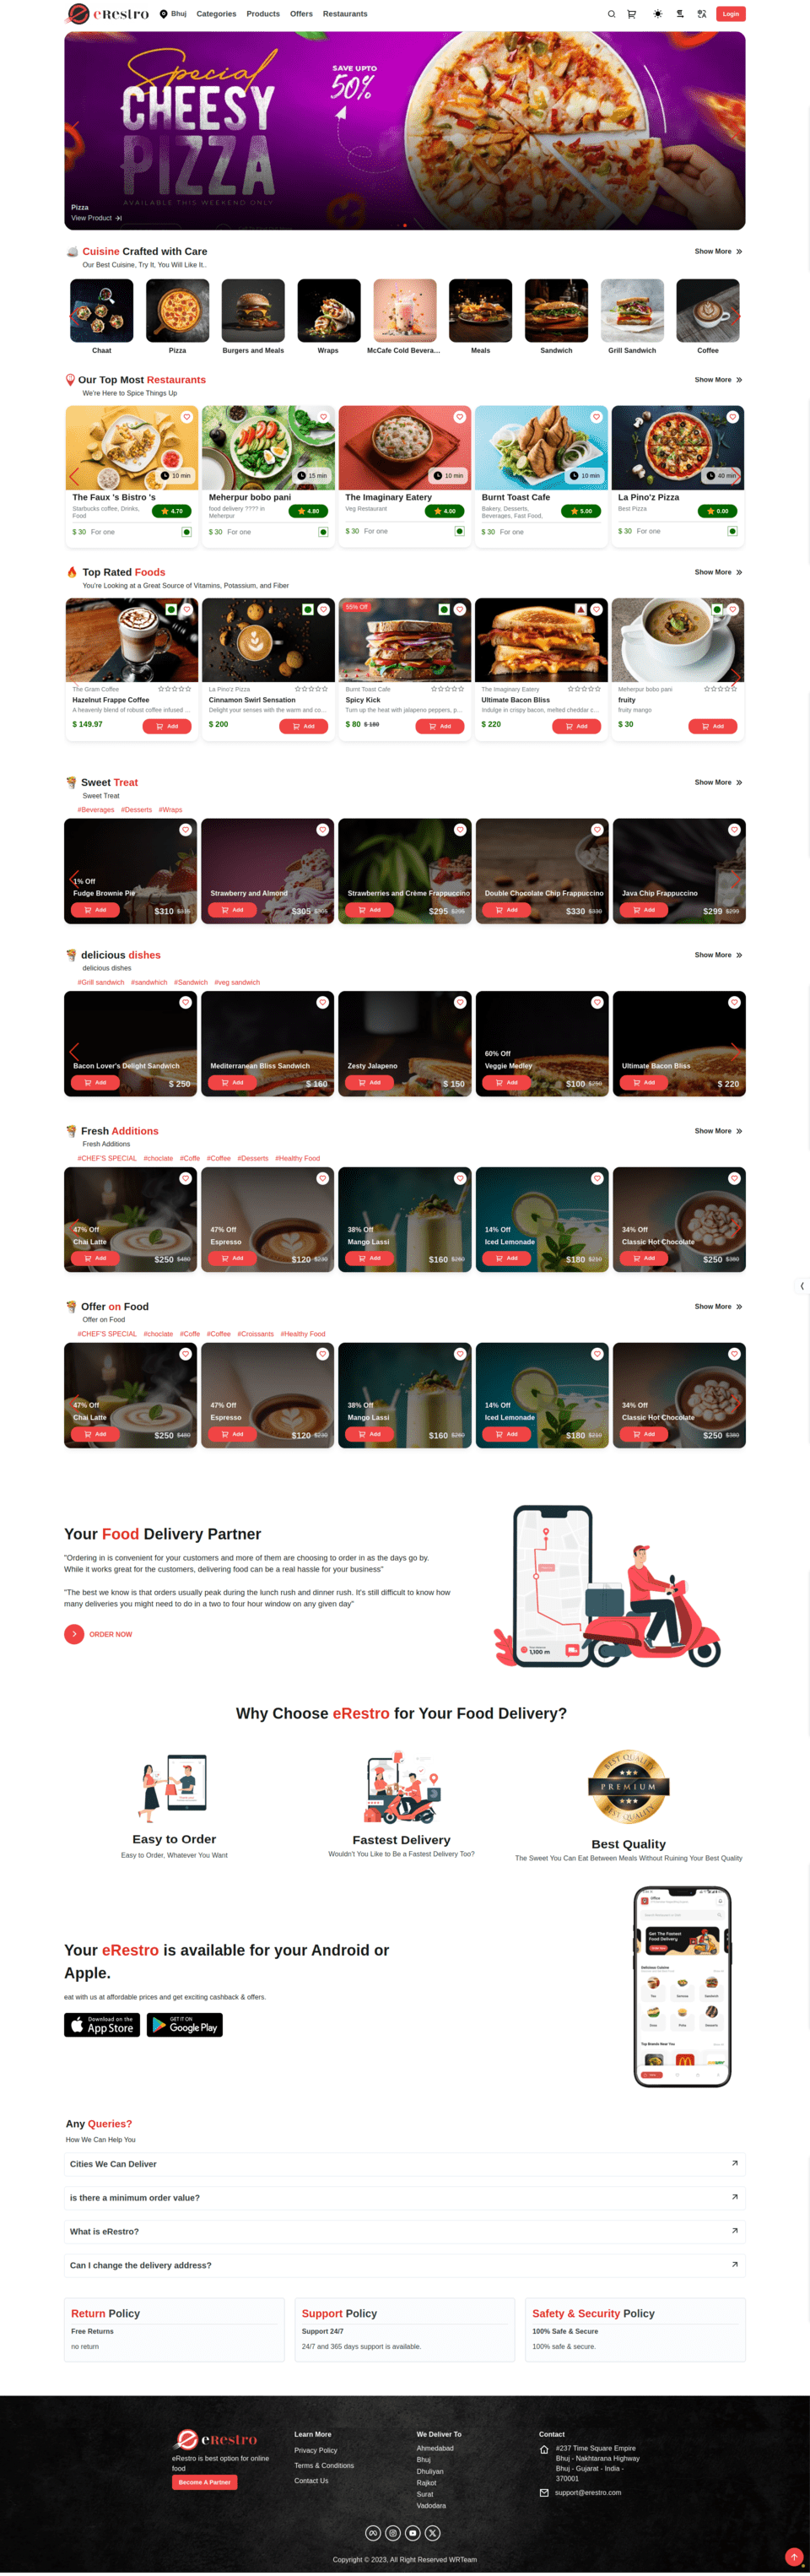 eRestro
Bhuj
Categories
Products
Offers
Restaurants
Login
Special
CHEESY
PIZZA
AVAILABLE THIS WEEKEND ONLY
SAVE UPTO
50%
Pizza
View Product
Cuisine Crafted with Care
Show More
Our Best Cuisine, Try It, You Will Like It..
Chaat
Pizza
Burgers and Meals
Wraps
McCafe Cold Bevera...
Meals
Sandwich
Grill Sandwich
Coffee
Our Top Most Restaurants
Show More
We're Here to Spice Things Up
10 min
15 min
10 min
10 min
40 min
The Faux 's Bistro 's
Starbucks coffee, Drinks,
Food
4.70
$ 30 For one
Meherpur bobo pani
food delivery ???? in
Meherpur
4.80
$ 30 For one
The Imaginary Eatery
Veg Restaurant
4.00
$ 30 For one
Burnt Toast Cafe
Bakery, Desserts,
Beverages, Fast Food,
5.00
$ 30 For one
La Pino'z Pizza
Best Pizza
0.00
$ 30 For one
Top Rated Foods
Show More
You're Looking at a Great Source of Vitamins, Potassium, and Fiber
55% Off
The Gram Coffee
Hazelnut Frappe Coffee
A heavenly blend of robust coffee infused ...
$ 149.97
Add
La Pino'z Pizza
Cinnamon Swirl Sensation
Delight your senses with the warm and co...
$ 200
Add
Burnt Toast Cafe
Spicy Kick
Turn up the heat with jalapeno peppers, p...
$ 80 $ 180
Add
The Imaginary Eatery
Ultimate Bacon Bliss
Indulge in crispy bacon, melted cheddar c...
$ 220
Add
Meherpur bobo pani
fruity
fruity mango
$ 30
Add
Sweet Treat
Show More
Sweet Treat
#Beverages #Desserts #Wraps
1% Off
Fudge Brownie Pie
Add
$310
Strawberry and Almond
Add
$305
Strawberries and Crème Frappuccino
Add
$295 $295
Double Chocolate Chip Frappuccino
Add
$330 $330
Java Chip Frappuccino
Add
$299 $299
delicious dishes
Show More
delicious dishes
#Grill sandwich #sandwhich #Sandwich #veg sandwich
Bacon Lover's Delight Sandwich
Add
$ 250
Mediterranean Bliss Sandwich
Add
$ 160
Zesty Jalapeno
Add
$ 150
60% Off
Veggie Medley
Add
$100 $250
Ultimate Bacon Bliss
Add
$ 220
Fresh Additions
Show More
Fresh Additions
#CHEF'S SPECIAL #choclate #Coffe #Coffee #Desserts #Healthy Food
47% Off
Chai Latte
Add
$250 $480
47% Off
Espresso
Add
$120 $230
38% Off
Mango Lassi
Add
$160 $260
14% Off
Iced Lemonade
Add
$180 $210
34% Off
Classic Hot Chocolate
Add
$250 $380
Offer on Food
Show More
Offer on Food
#CHEF'S SPECIAL #choclate #Coffe #Coffee #Croissants #Healthy Food
47% Off
Chai Latte
Add
$250 $480
47% Off
Espresso
Add
$120 $230
38% Off
Mango Lassi
Add
$160 $260
14% Off
Iced Lemonade
Add
$180 $210
34% Off
Classic Hot Chocolate
Add
$250 $380
Your Food Delivery Partner
"Ordering in is convenient for your customers and more of them are choosing to order in as the days go by.
While it works great for the customers, delivering food can be a real hassle for your business"
"The best we know is that orders usually peak during the lunch rush and dinner rush. It's still difficult to know how
many deliveries you might need to do in a two to four hour window on any given day"
ORDER NOW
1,100 m
Why Choose eRestro for Your Food Delivery?
BEST QUALITY
PREMIUM
BEST QUALITY
Easy to Order
Easy to Order, Whatever You Want
Fastest Delivery
Wouldn't You Like to Be a Fastest Delivery Too?
Best Quality
The Sweet You Can Eat Between Meals Without Ruining Your Best Quality
Your eRestro is available for your Android or
Apple.
eat with us at affordable prices and get exciting cashback & offers.
Download on the
App Store
GET IT ON
Google Play
Office
Get The Fastest
Food Delivery
Delicious Cuisine
Top Brands Near You
Any Queries?
How We Can Help You
Cities We Can Deliver
is there a minimum order value?
What is eRestro?
Can I change the delivery address?
Return Policy
Free Returns
no return
Support Policy
Support 24/7
24/7 and 365 days support is available.
Safety & Security Policy
100% Safe & Secure
100% safe & secure.
eRestro
eRestro is best option for online
food
Become A Partner
Learn More
Privacy Policy
Terms & Conditions
Contact Us
We Deliver To
Ahmedabad
Bhuj
Dhuliyan
Rajkot
Surat
Vadodara
Contact
#237 Time Square Empire
Bhuj - Nakhtarana Highway
Bhuj - Gujarat - India -
370001
support@erestro.com
Copyright © 2023, All Right Reserved WRTeam